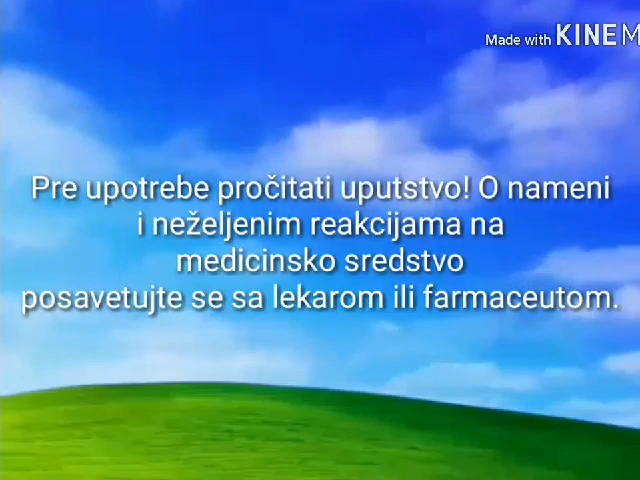 Made with KINEM
Pre upotrebe pročitati uputstvo! O nameni
i neželjenim reakcijama na
medicinsko sredstvo
posavetujte se sa lekarom ili farmaceutom.